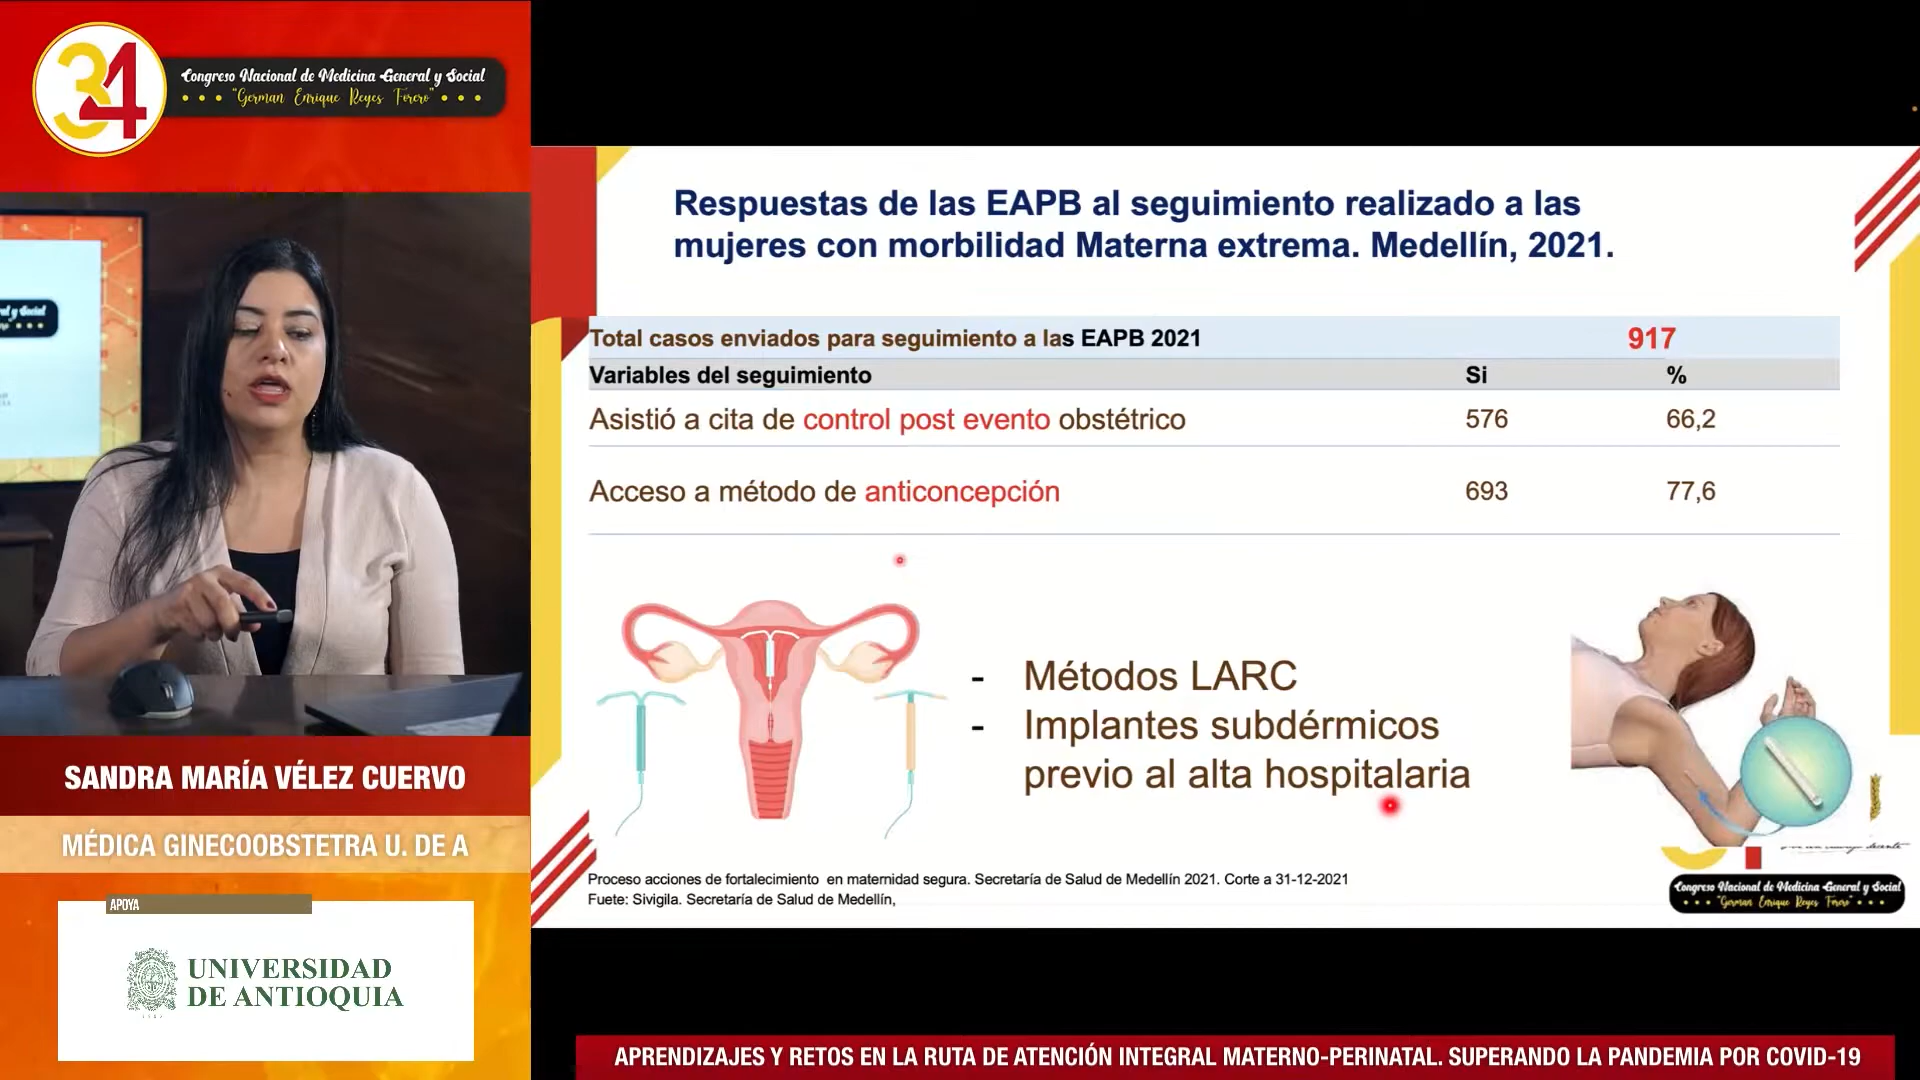 34
Congreso Nacional de Medicina General y Social
"German Enrique Reyes Forero"
Respuestas de las EAPB al seguimiento realizado a las
mujeres con morbilidad Materna extrema. Medellín, 2021.
Total casos enviados para seguimiento a las EAPB 2021 917
Variables del seguimiento Si %
Asistió a cita de control post evento obstétrico 576 66,2
Acceso a método de anticoncepción 693 77,6
- Métodos LARC
- Implantes subdérmicos
previo al alta hospitalaria
Proceso acciones de fortalecimiento en maternidad segura. Secretaría de Salud de Medellín 2021. Corte a 31-12-2021
Fuete: Sivigila. Secretaría de Salud de Medellín,
Congreso Nacional de Medicina General y Social
"German Enrique Reyes Forero"
SANDRA MARÍA VÉLEZ CUERVO
MÉDICA GINECOOBSTETRA U. DE A
APOYA
UNIVERSIDAD
DE ANTIOQUIA
APRENDIZAJES Y RETOS EN LA RUTA DE ATENCIÓN INTEGRAL MATERNO-PERINATAL. SUPERANDO LA PANDEMIA POR COVID-19